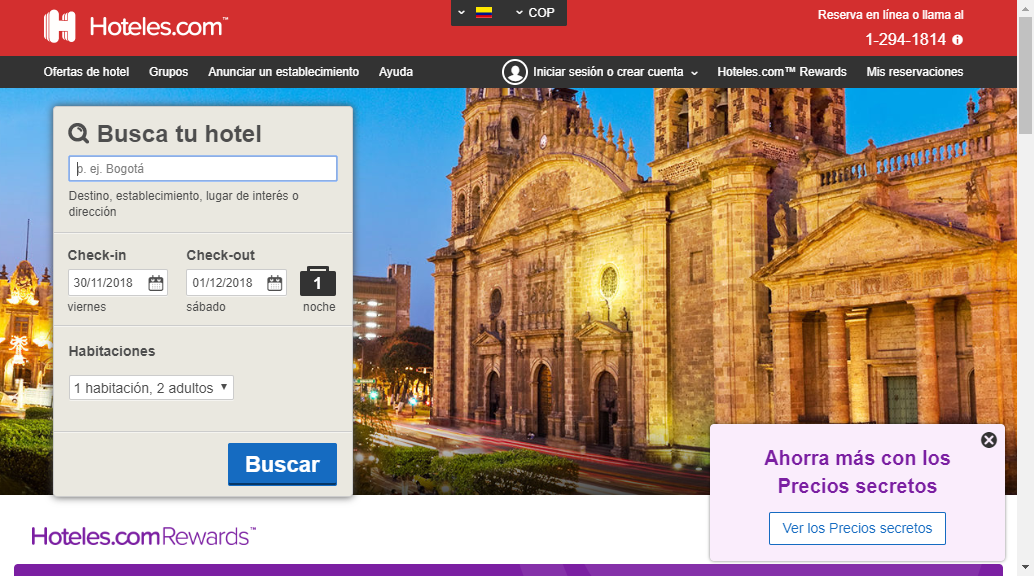 Hoteles.com™
COP
Reserva en línea o llama al
1-294-1814
Ofertas de hotel
Grupos
Anunciar un establecimiento
Ayuda
Iniciar sesión o crear cuenta
Hoteles.com™ Rewards
Mis reservaciones
Busca tu hotel
p. ej. Bogotá
Destino, establecimiento, lugar de interés o
dirección
Check-in
Check-out
30/11/2018
01/12/2018
1
viernes
sábado
noche
Habitaciones
1 habitación, 2 adultos
Buscar
Ahorra más con los
Precios secretos
Ver los Precios secretos
Hoteles.comRewards™